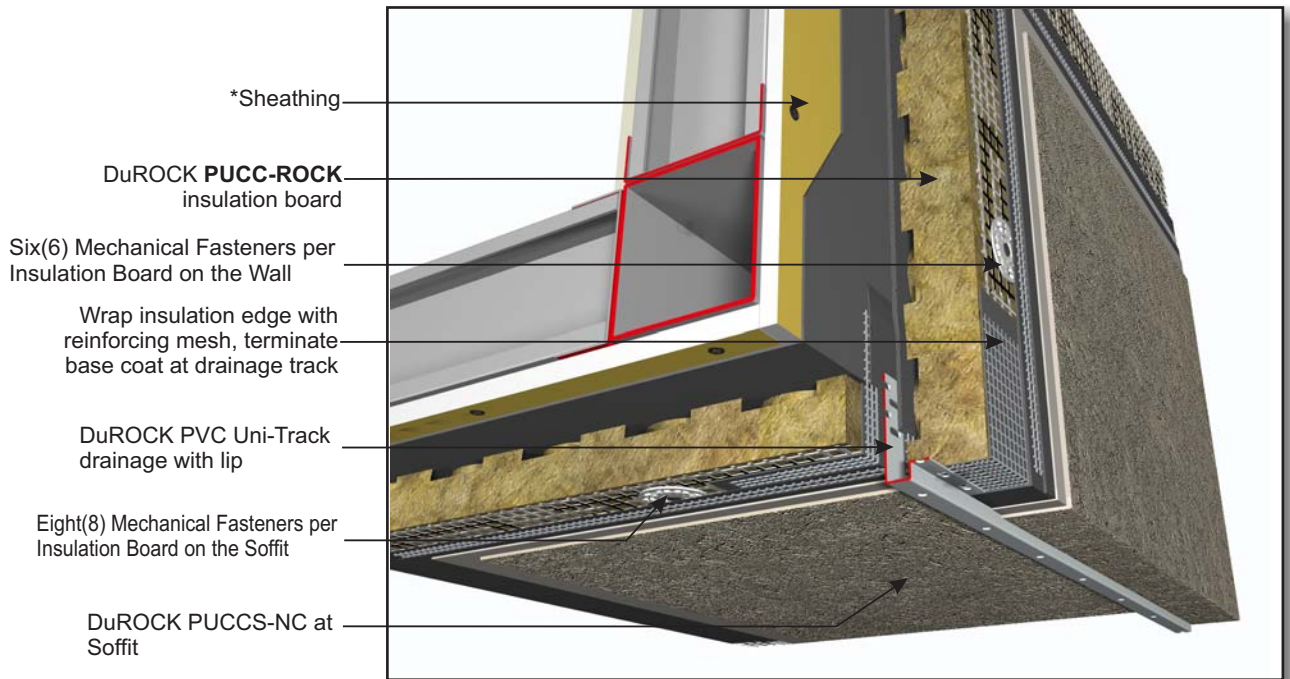 *Sheathing
DuROCK PUCC-ROCK
insulation board
Six(6) Mechanical Fasteners per
Insulation Board on the Wall
Wrap insulation edge with
reinforcing mesh, terminate
base coat at drainage track
DuROCK PVC Uni-Track
drainage with lip
Eight(8) Mechanical Fasteners per
Insulation Board on the Soffit
DuROCK PUCCS-NC at
Soffit